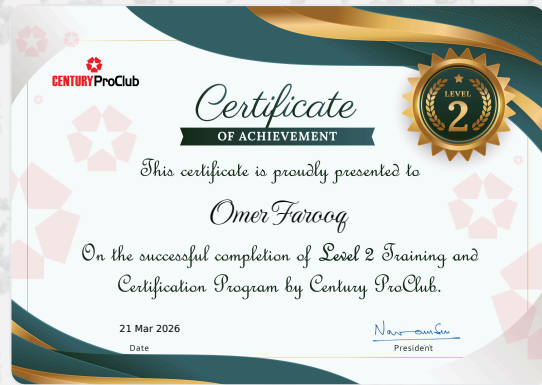 CENTURY ProClub
Certificate
OF ACHIEVEMENT
LEVEL
2
This certificate is proudly presented to
Omer Farooq
On the successful completion of Level 2 Training and
Certification Program by Century ProClub.
21 Mar 2026
Date
President